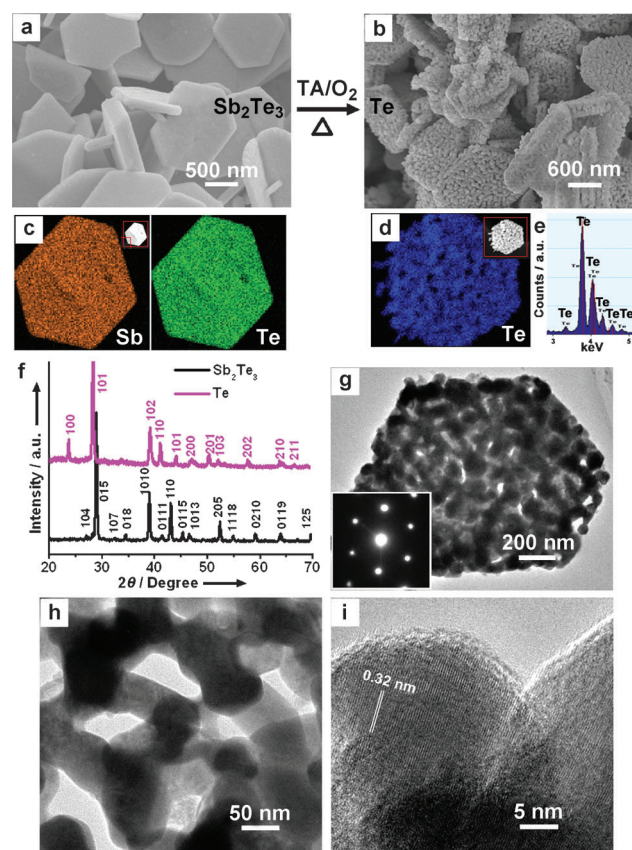 a
Sb₂Te₃
500 nm
TA/O₂
△
b
Te
600 nm
c
Sb
Te
d
Te
e
Counts / a.u.
Te
Te
Te
Te
Te
Te
3
4
5
keV
f
Intensity / a.u.
Sb₂Te₃
Te
100
101
102
110
101
200
201
103
202
210
211
104
015
107
018
1010
0111
110
0115
1013
205
1118
0210
0119
125
20
30
40
50
60
70
2θ / Degree
g
200 nm
h
50 nm
i
0.32 nm
5 nm